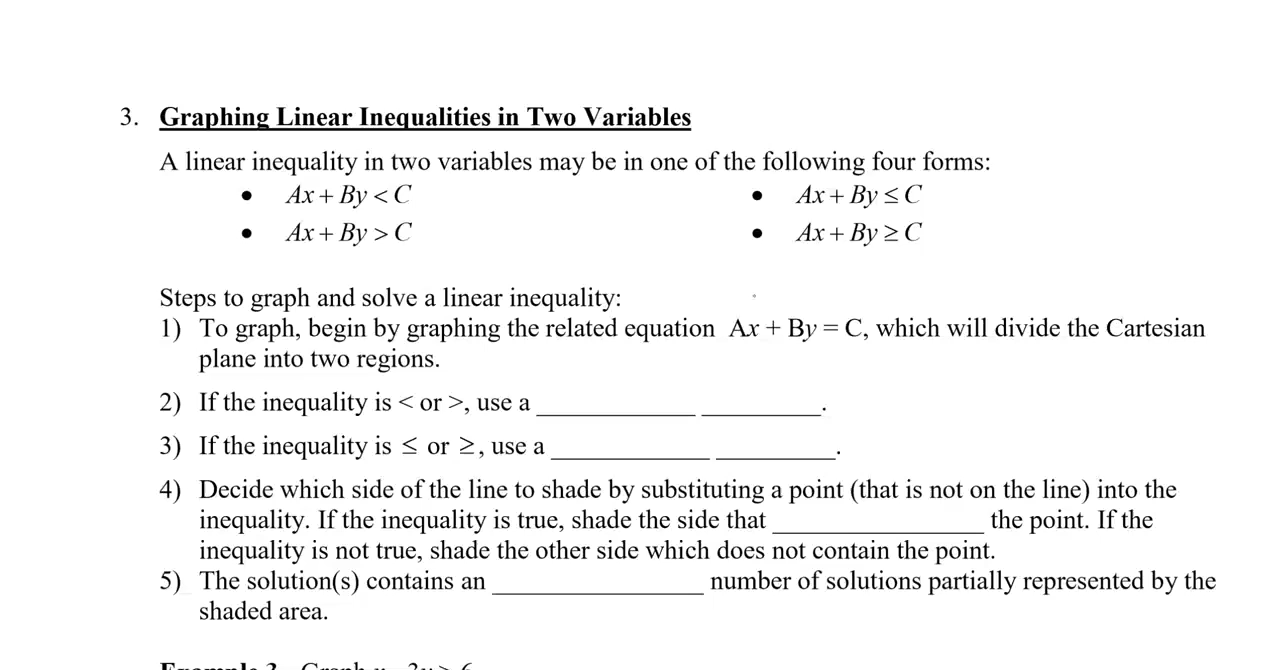 3. Graphing Linear Inequalities in Two Variables
A linear inequality in two variables may be in one of the following four forms:
• Ax + By < C • Ax + By ≤ C
• Ax + By > C • Ax + By ≥ C
Steps to graph and solve a linear inequality:
1) To graph, begin by graphing the related equation Ax + By = C, which will divide the Cartesian
plane into two regions.
2) If the inequality is < or >, use a ____________ _________.
3) If the inequality is ≤ or ≥, use a ____________ _________.
4) Decide which side of the line to shade by substituting a point (that is not on the line) into the
inequality. If the inequality is true, shade the side that ________________ the point. If the
inequality is not true, shade the other side which does not contain the point.
5) The solution(s) contains an ________________ number of solutions partially represented by the
shaded area.